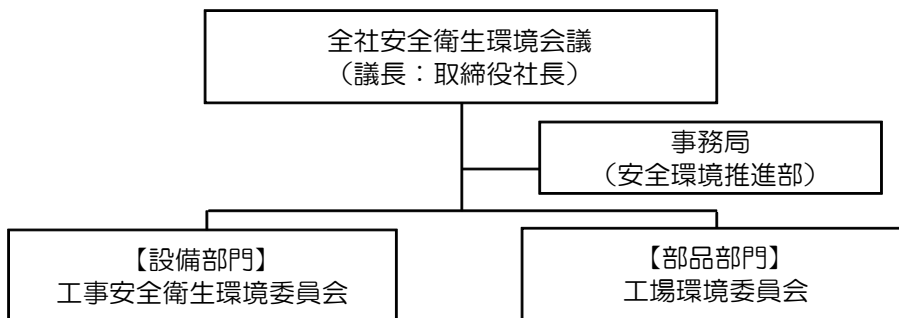 全社安全衛生環境会議
（議長：取締役社長）
事務局
（安全環境推進部）
【設備部門】
工事安全衛生環境委員会
【部品部門】
工場環境委員会